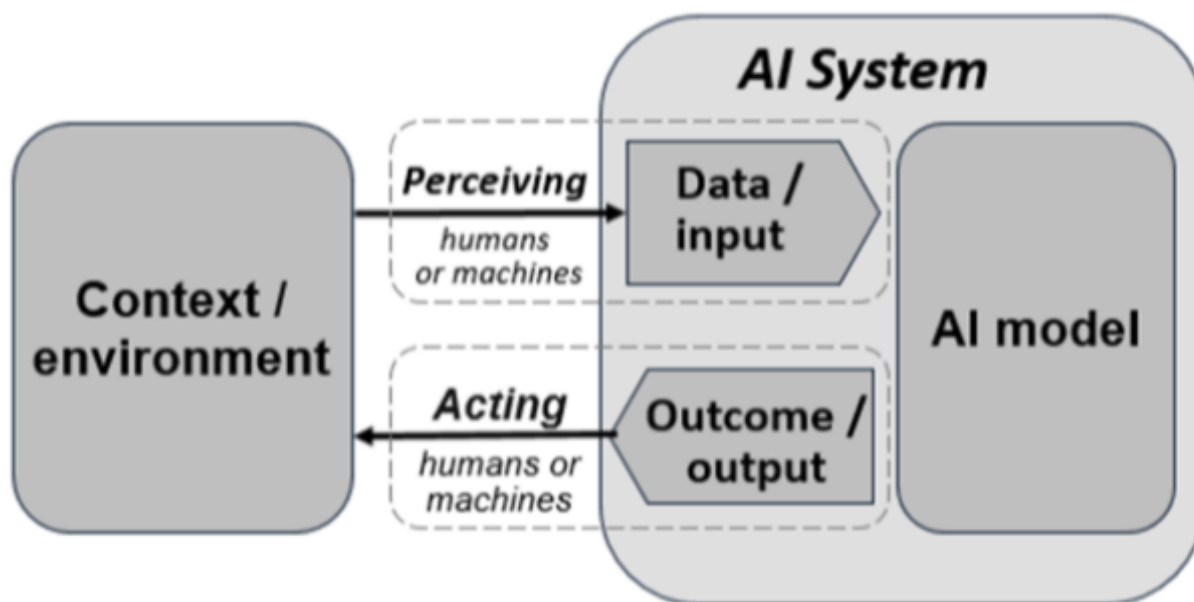 AI System
Perceiving
humans
or machines
Data /
input
Context /
environment
AI model
Acting
humans or
machines
Outcome /
output